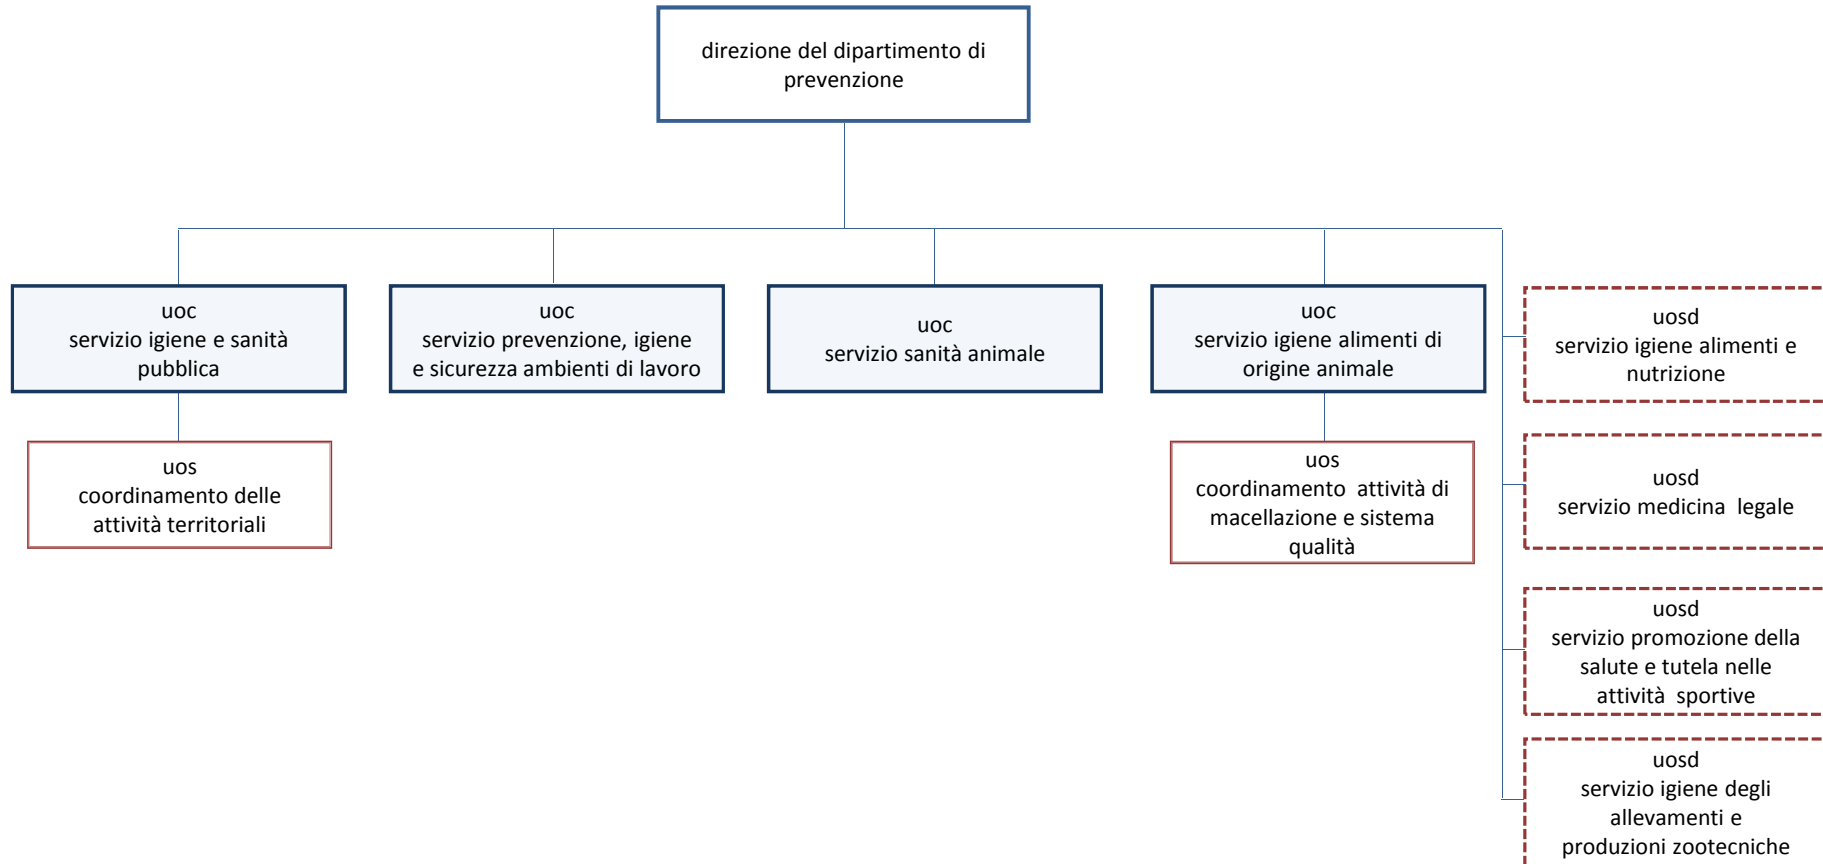 direzione del dipartimento di
prevenzione
uoc
servizio igiene e sanità
pubblica
uoc
servizio prevenzione, igiene
e sicurezza ambienti di lavoro
uoc
servizio sanità animale
uoc
servizio igiene alimenti di
origine animale
uosd
servizio igiene alimenti e
nutrizione
uos
coordinamento delle
attività territoriali
uos
coordinamento attività di
macellazione e sistema
qualità
uosd
servizio medicina legale
uosd
servizio promozione della
salute e tutela nelle
attività sportive
uosd
servizio igiene degli
allevamenti e
produzioni zootecniche